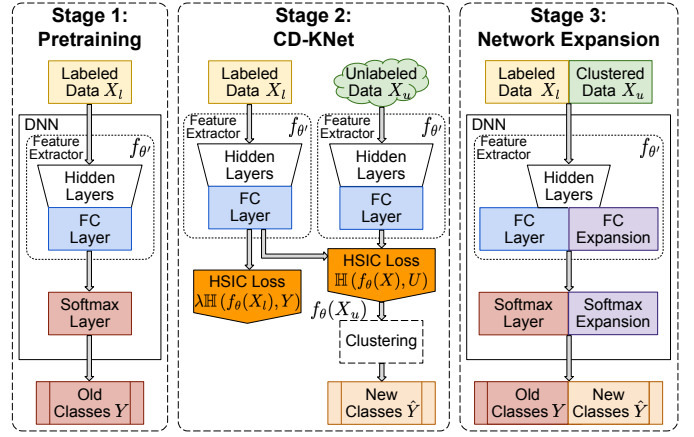 Stage 1:
Pretraining
Labeled
Data X_l
DNN
Feature
Extractor
f_{θ'}
Hidden
Layers
FC
Layer
Softmax
Layer
Old
Classes Y
Stage 2:
CD-KNet
Labeled
Data X_l
Unlabeled
Data X_u
Feature
Extractor
f_{θ'}
Feature
Extractor
f_{θ'}
Hidden
Layers
Hidden
Layers
FC
Layer
FC
Layer
HSIC Loss
λℍ(f_θ(X_l), Y)
HSIC Loss
ℍ(f_θ(X), U)
f_θ(X_u)
Clustering
New
Classes Ŷ
Stage 3:
Network Expansion
Labeled
Data X_l
Clustered
Data X_u
DNN
Feature
Extractor
f_{θ'}
Hidden
Layers
FC
Layer
FC
Expansion
Softmax
Layer
Softmax
Expansion
Old
Classes Y
New
Classes Ŷ